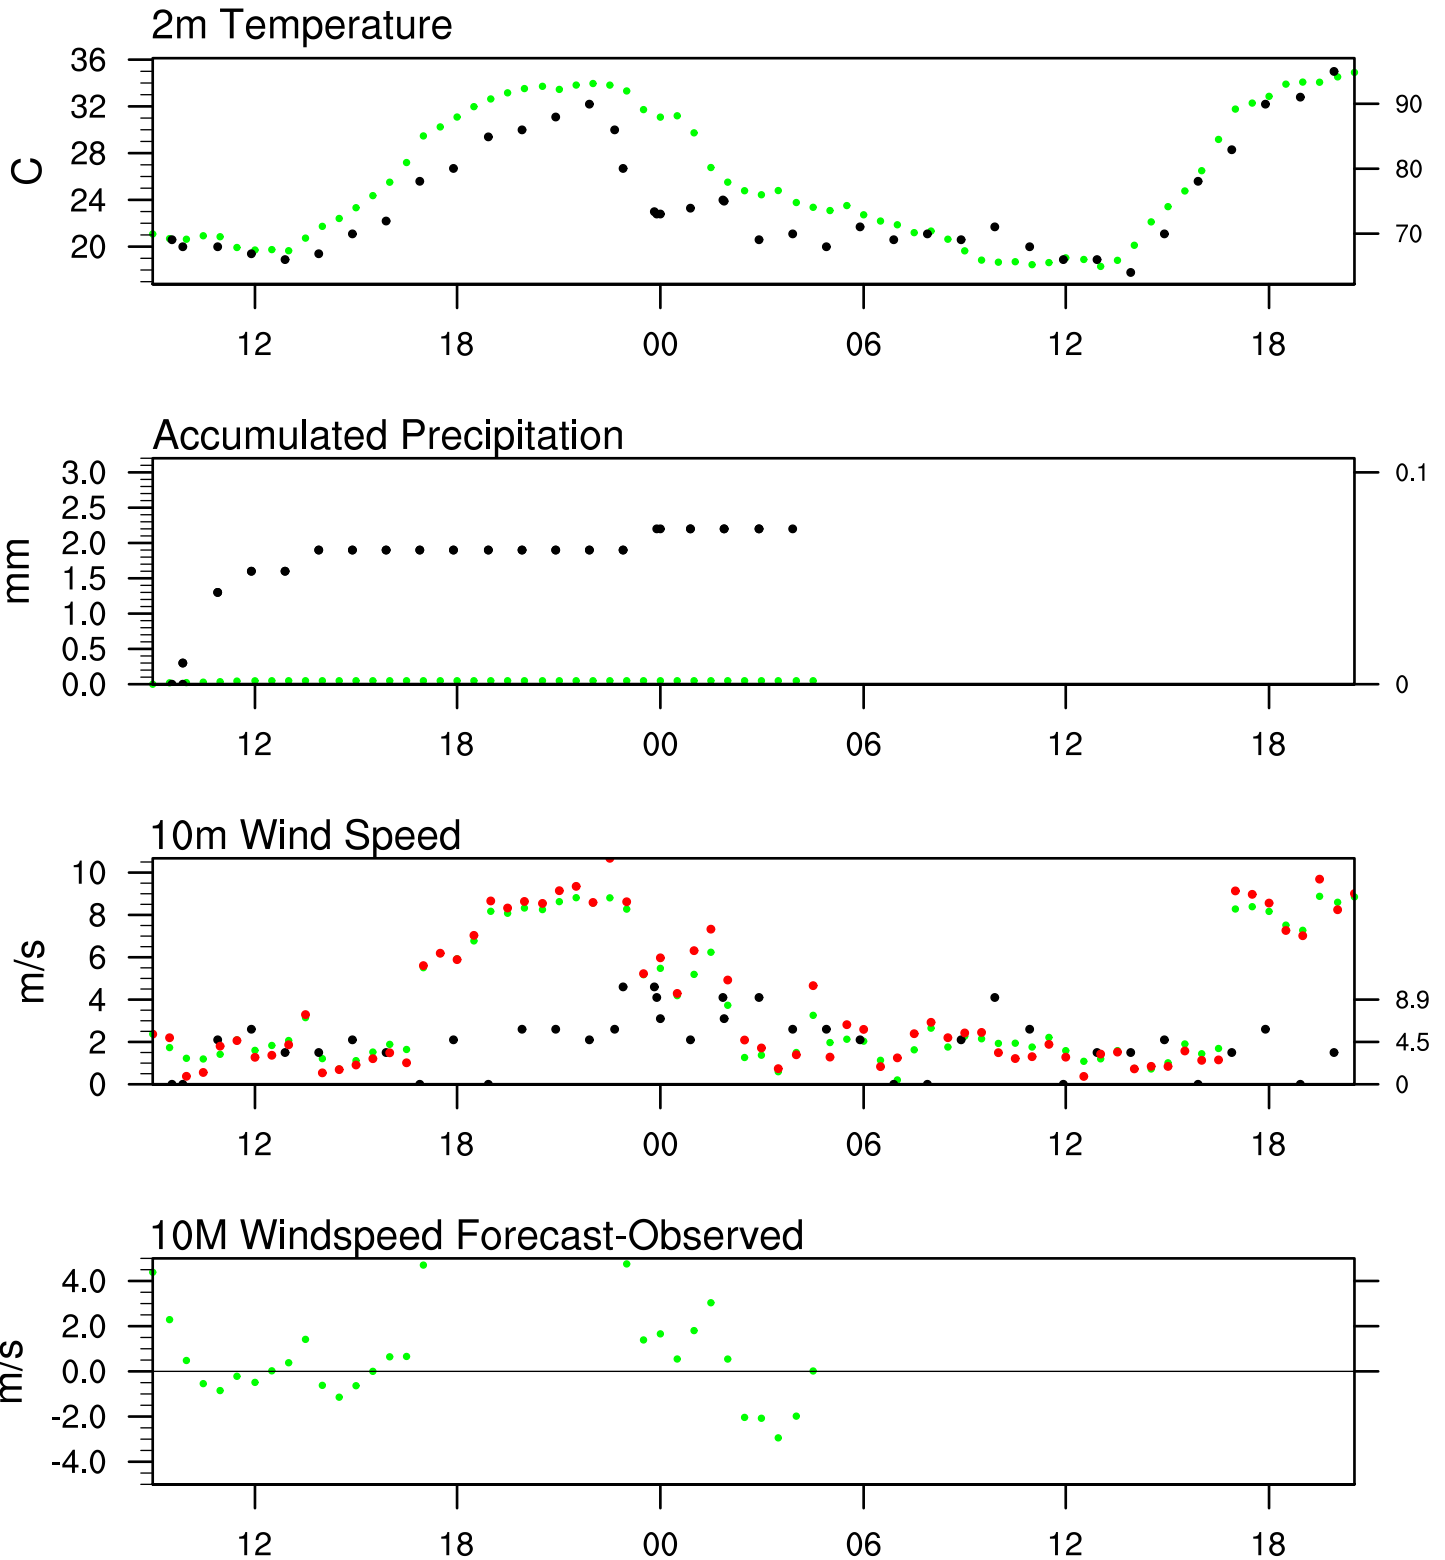 2m Temperature
36
32
28
24
20
C
90
80
70
12 18 00 06 12 18
Accumulated Precipitation
3.0
2.5
2.0
1.5
1.0
0.5
0.0
mm
0.1
0
12 18 00 06 12 18
10m Wind Speed
10
8
6
4
2
0
m/s
8.9
4.5
0
12 18 00 06 12 18
10M Windspeed Forecast-Observed
4.0
2.0
0.0
-2.0
-4.0
m/s
12 18 00 06 12 18